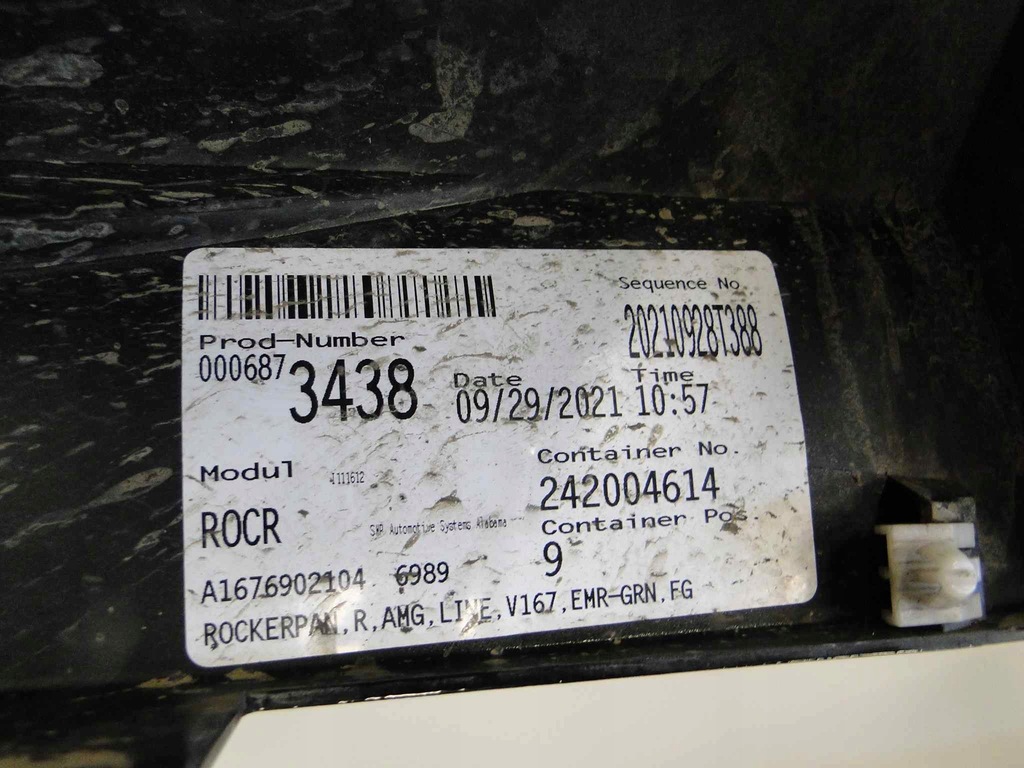 Sequence No
20210928T388
Prod-Number
000687 3438
Date Time
09/29/2021 10:57
Modul 1111612
Container No.
242004614
ROCR SMP Automotive Systems Alabama
Container Pos.
9
A1676902104 6989
ROCKERPAN,R,AMG,LINE,V167,EMR-GRN,FG